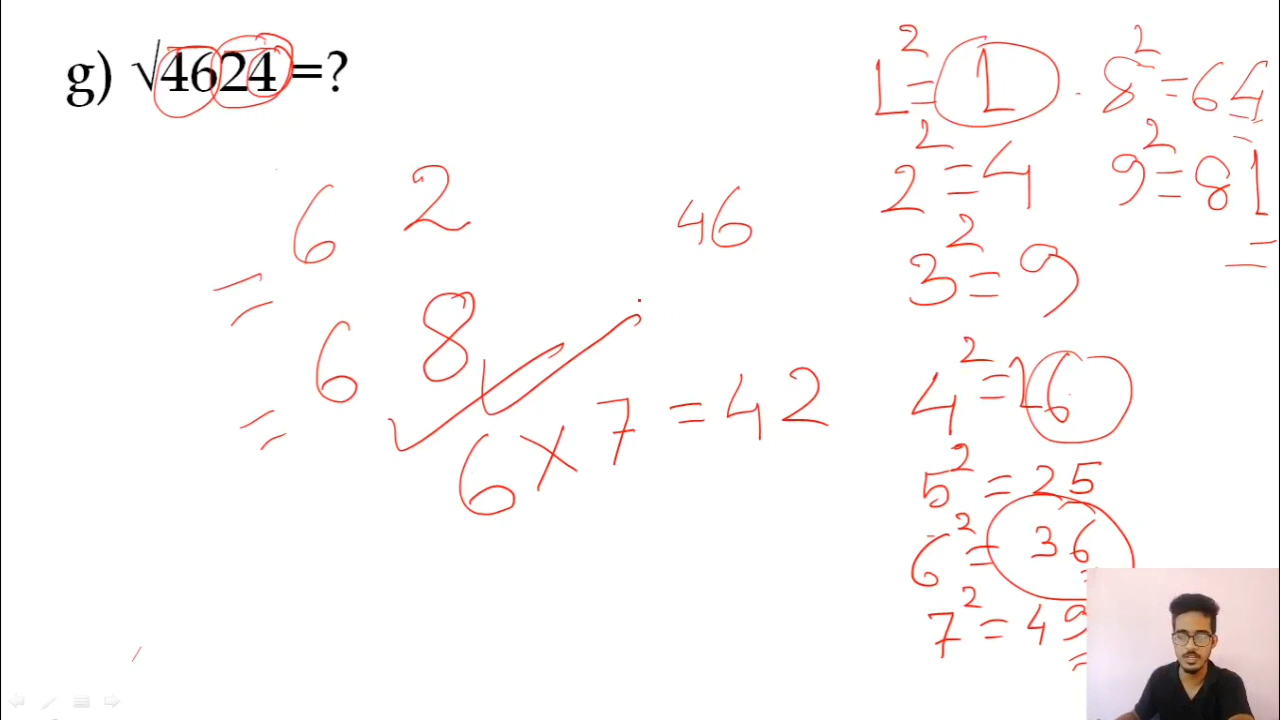 g) √4624 =?
= 6 2
46
= 6 8
6 × 7 = 42
1² = 1
2² = 4
3² = 9
4² = 16
5² = 25
6² = 36
7² = 49
8² = 64
9² = 81